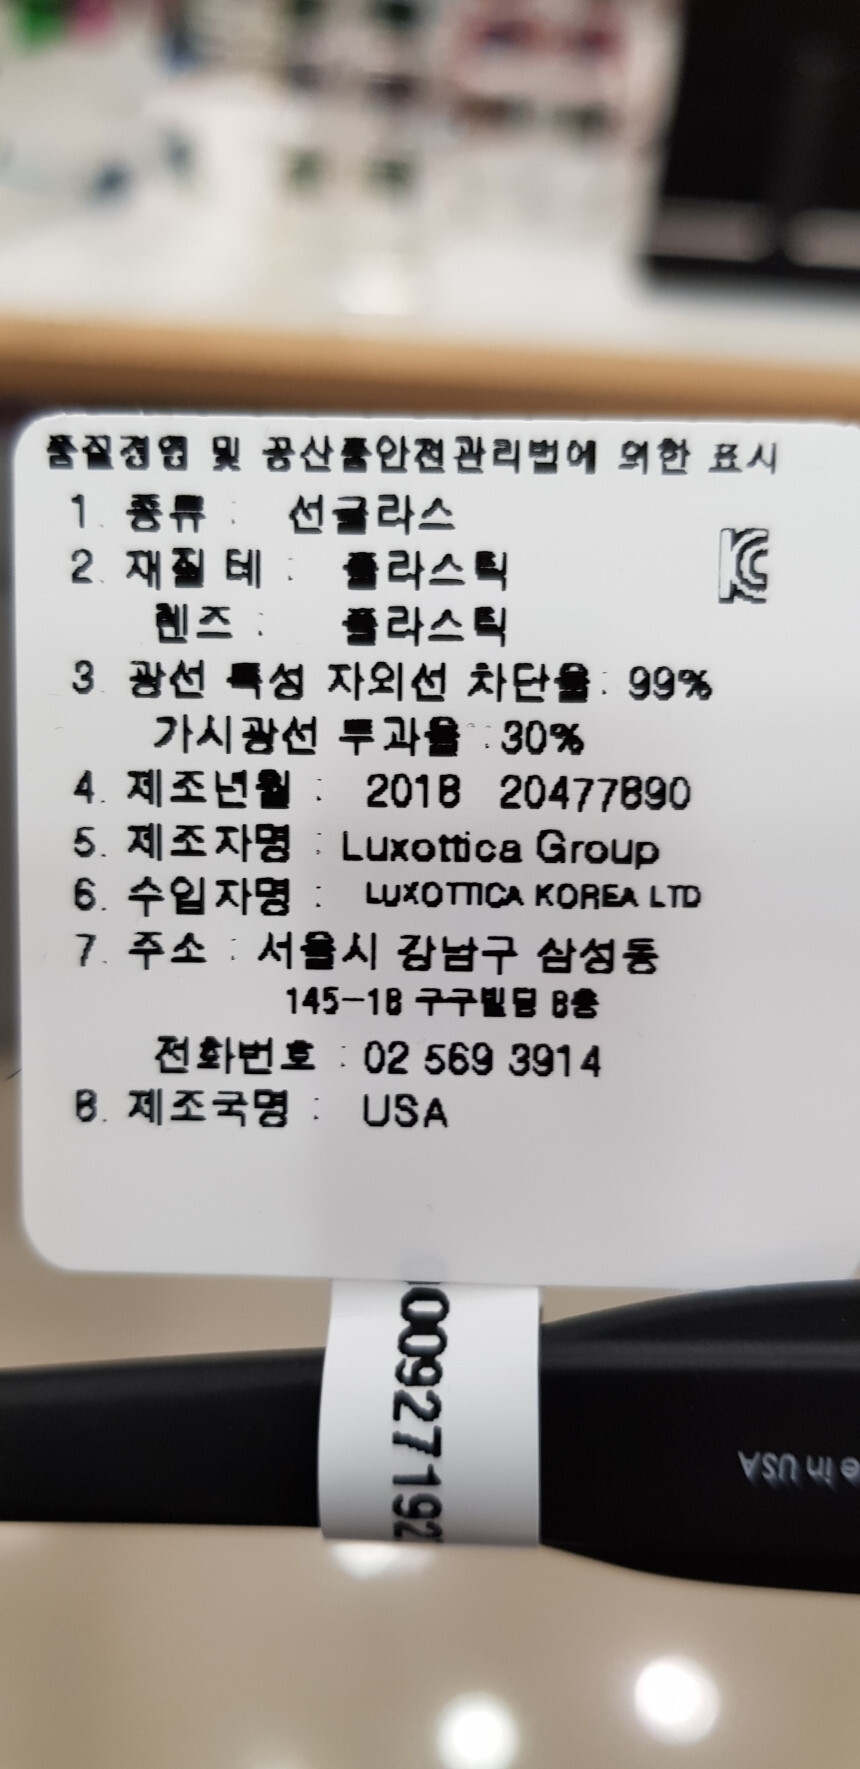 품질경영 및 공산품안전관리법에 의한 표시
1. 종류 : 선글라스
2. 재질 테 : 플라스틱
KC
렌즈 : 플라스틱
3. 광선 특성 자외선 차단율 : 99%
가시광선 투과율 : 30%
4. 제조년월 : 2018 20477890
5. 제조자명 : Luxottica Group
6. 수입자명 : LUXOTTICA KOREA LTD
7. 주소 : 서울시 강남구 삼성동
145-18 구구빌딩 8층
전화번호 : 02 569 3914
8. 제조국명 : USA
00927192
e in USA